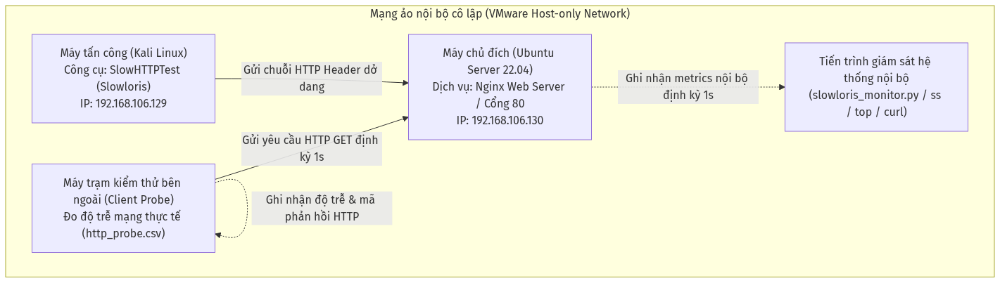 Mạng ảo nội bộ cô lập (VMware Host-only Network)
Máy tấn công (Kali Linux)
Công cụ: SlowHTTPTest
(Slowloris)
IP: 192.168.106.129
Gửi chuỗi HTTP Header dở
dang
Máy chủ đích (Ubuntu
Server 22.04)
Dịch vụ: Nginx Web Server
/ Cổng 80
IP: 192.168.106.130
Ghi nhận metrics nội bộ
định kỳ 1s
Tiến trình giám sát hệ
thống nội bộ
(slowloris_monitor.py / ss
/ top / curl)
Gửi yêu cầu HTTP GET định
kỳ 1s
Máy trạm kiểm thử bên
ngoài (Client Probe)
Đo độ trễ mạng thực tế
(http_probe.csv)
Ghi nhận độ trễ & mã
phản hồi HTTP